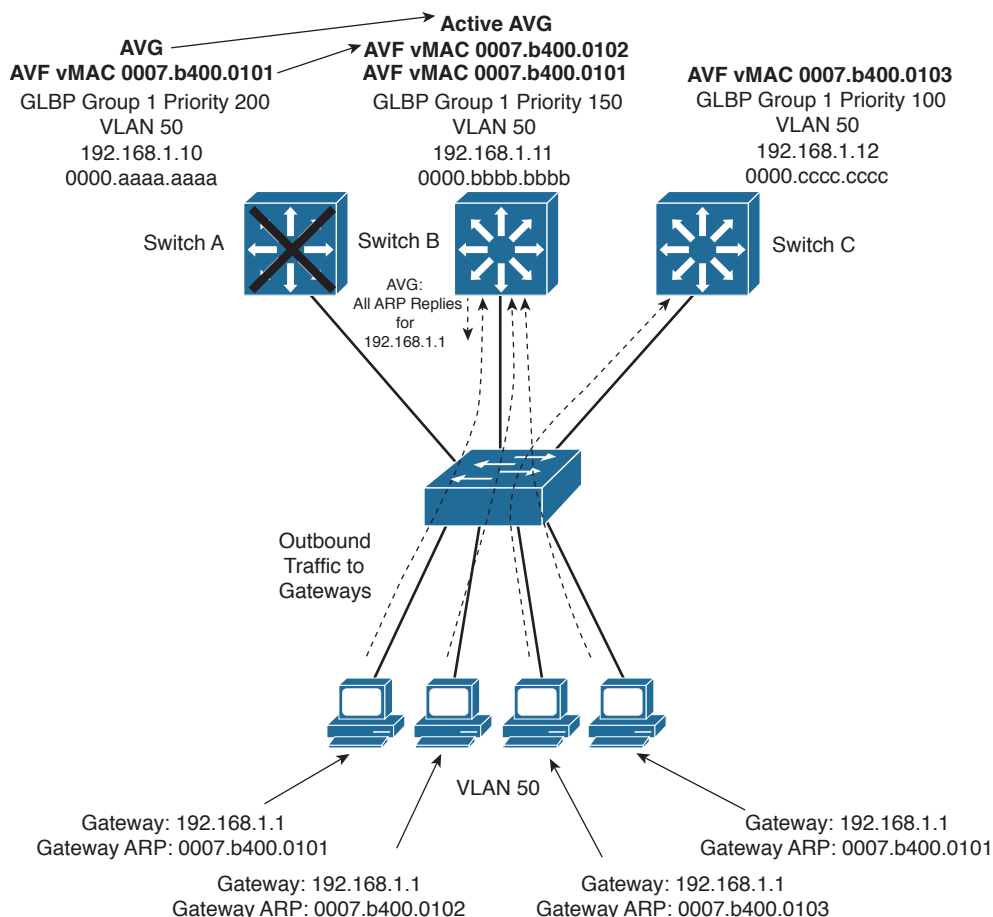 AVG
AVF vMAC 0007.b400.0101
GLBP Group 1 Priority 200
VLAN 50
192.168.1.10
0000.aaaa.aaaa
Active AVG
AVF vMAC 0007.b400.0102
AVF vMAC 0007.b400.0101
GLBP Group 1 Priority 150
VLAN 50
192.168.1.11
0000.bbbb.bbbb
AVF vMAC 0007.b400.0103
GLBP Group 1 Priority 100
VLAN 50
192.168.1.12
0000.cccc.cccc
Switch A
Switch B
Switch C
AVG:
All ARP Replies
for
192.168.1.1
Outbound
Traffic to
Gateways
VLAN 50
Gateway: 192.168.1.1
Gateway ARP: 0007.b400.0101
Gateway: 192.168.1.1
Gateway ARP: 0007.b400.0102
Gateway: 192.168.1.1
Gateway ARP: 0007.b400.0103
Gateway: 192.168.1.1
Gateway ARP: 0007.b400.0101